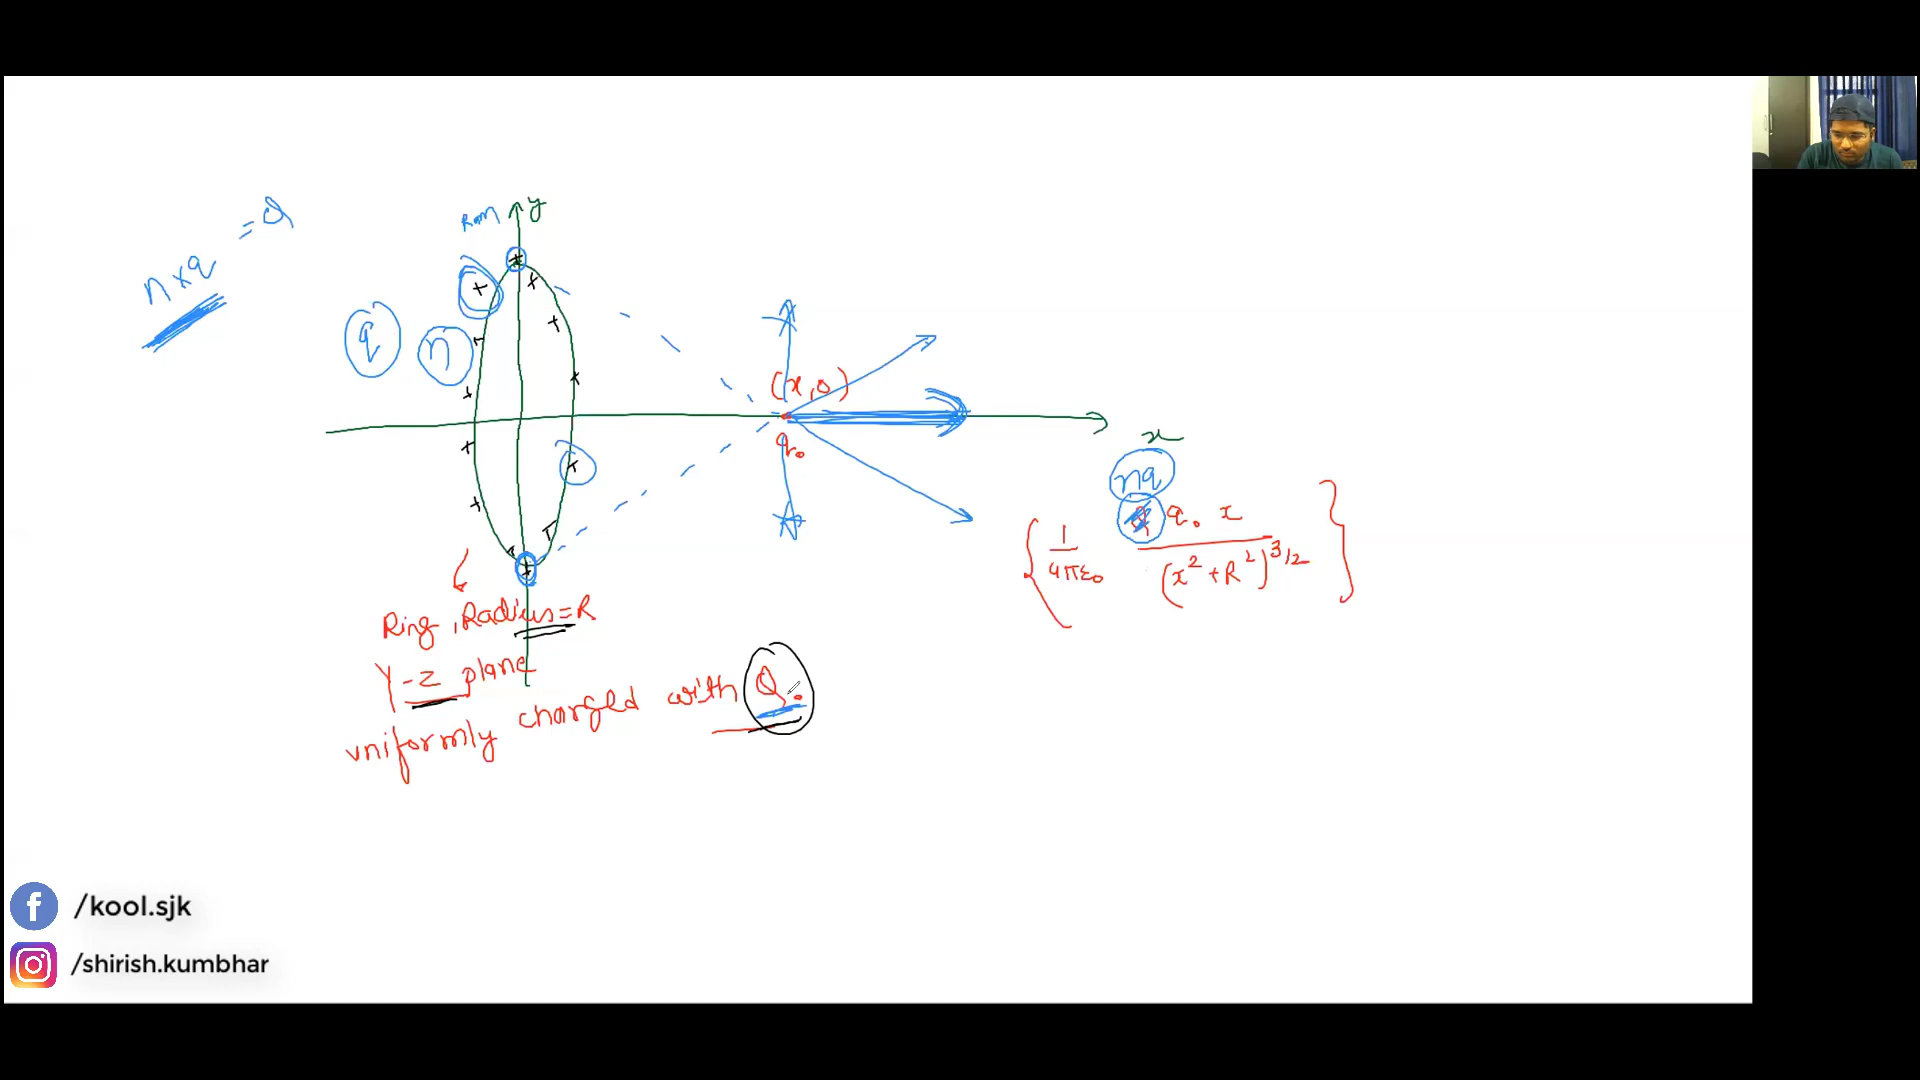 n×q = Q
y
q
n
(x,0)
q₀
x
nq
{ 1/4πε₀ q₀ x/(x² + R²)^3/2 }
Ring, Radius = R
Y-Z plane
uniformly charged with Q.
/kool.sjk
/shirish.kumbhar